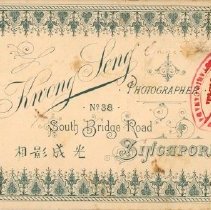 Kwong Seng
PHOTOGRAPHER
No 38
South Bridge Road
相影成光
SINGAPOR